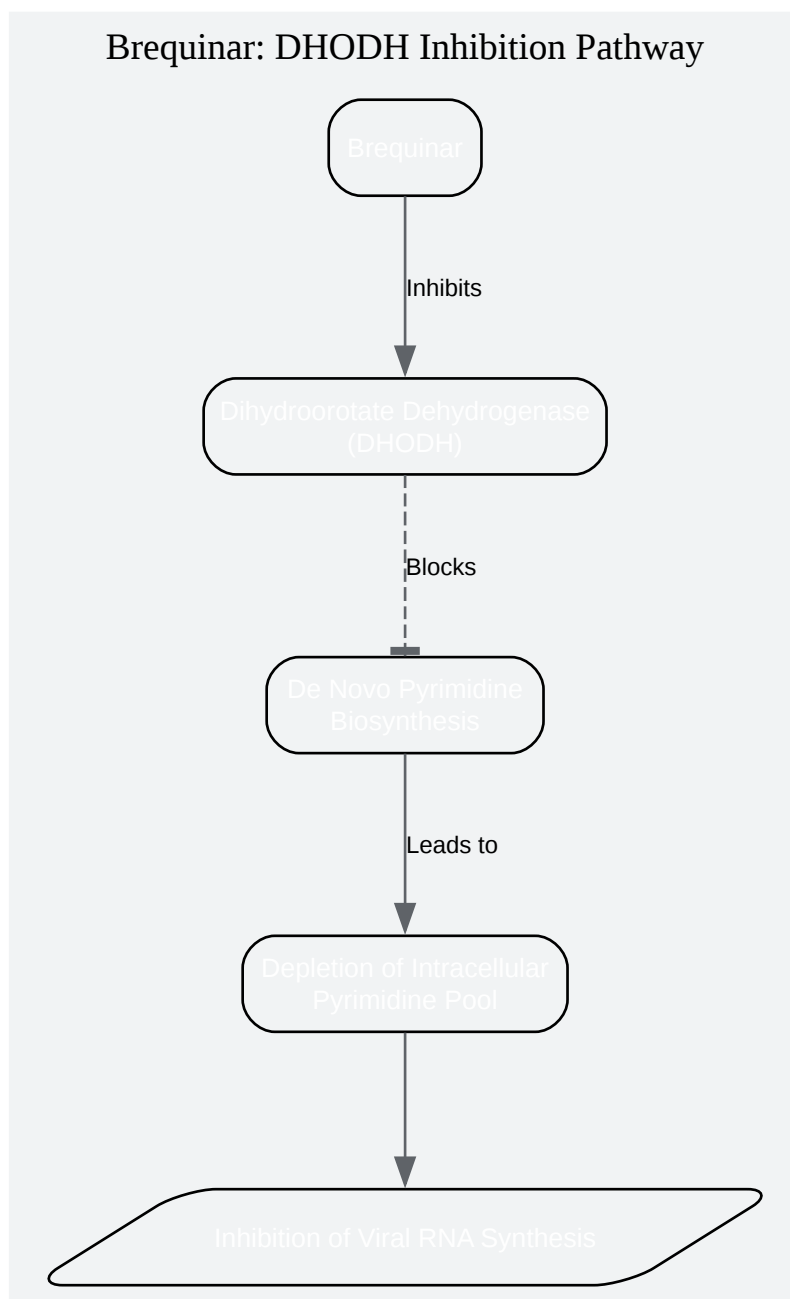 Brequinar: DHODH Inhibition Pathway
Brequinar
Inhibits
Dihydroorotate Dehydrogenase
(DHODH)
Blocks
De Novo Pyrimidine
Biosynthesis
Leads to
Depletion of Intracellular
Pyrimidine Pool
Inhibition of Viral RNA Synthesis